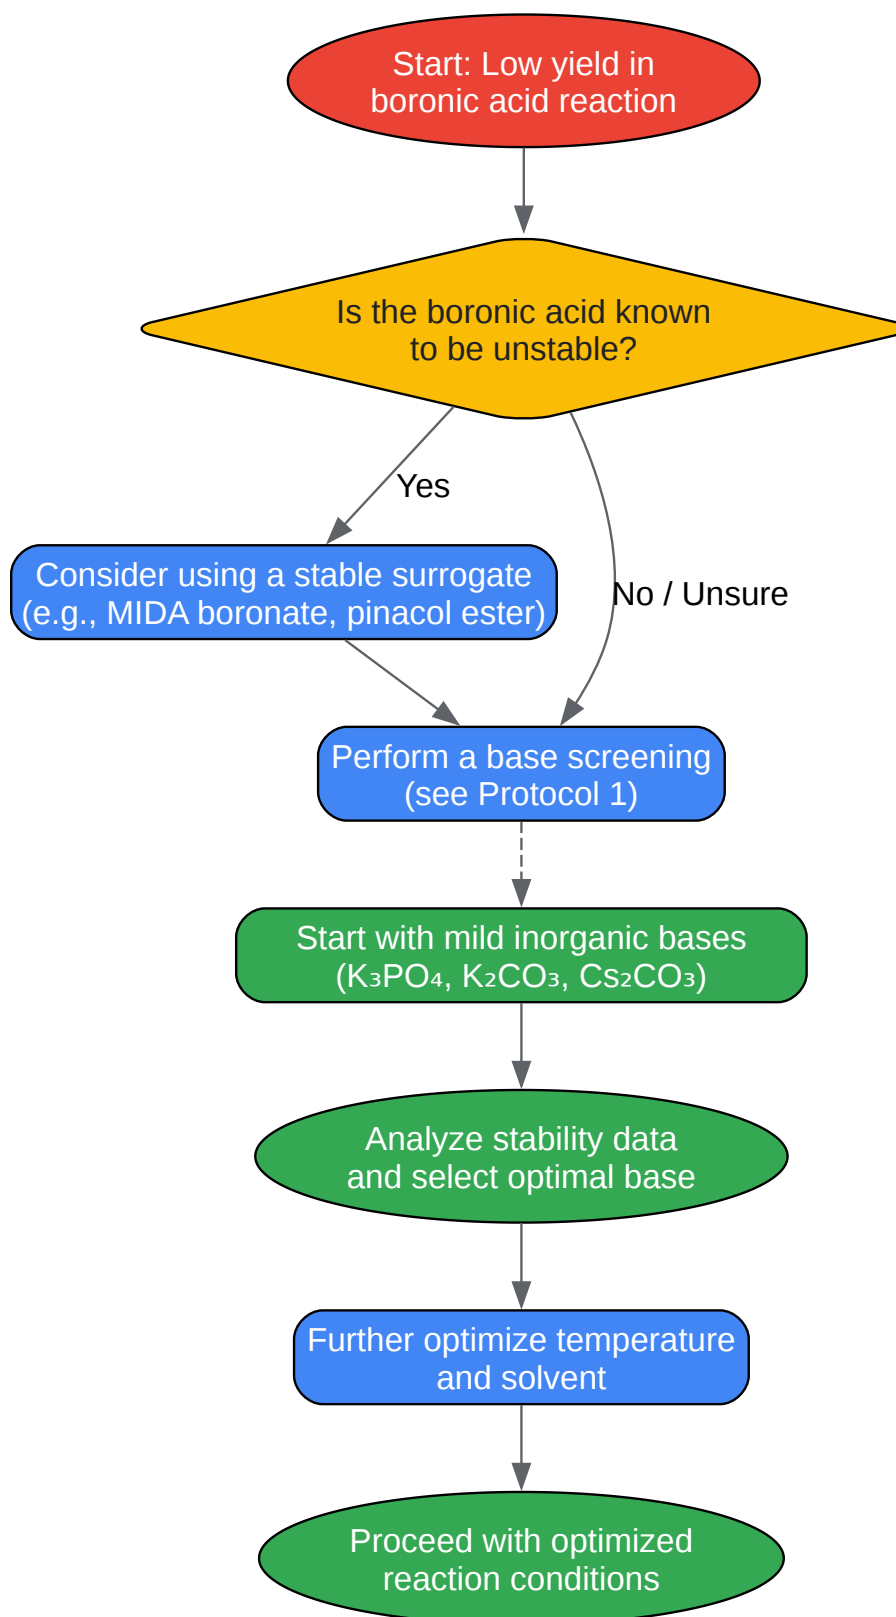 Start: Low yield in
boronic acid reaction
Is the boronic acid known
to be unstable?
Yes
Consider using a stable surrogate
(e.g., MIDA boronate, pinacol ester)
No / Unsure
Perform a base screening
(see Protocol 1)
Start with mild inorganic bases
(K₃PO₄, K₂CO₃, Cs₂CO₃)
Analyze stability data
and select optimal base
Further optimize temperature
and solvent
Proceed with optimized
reaction conditions